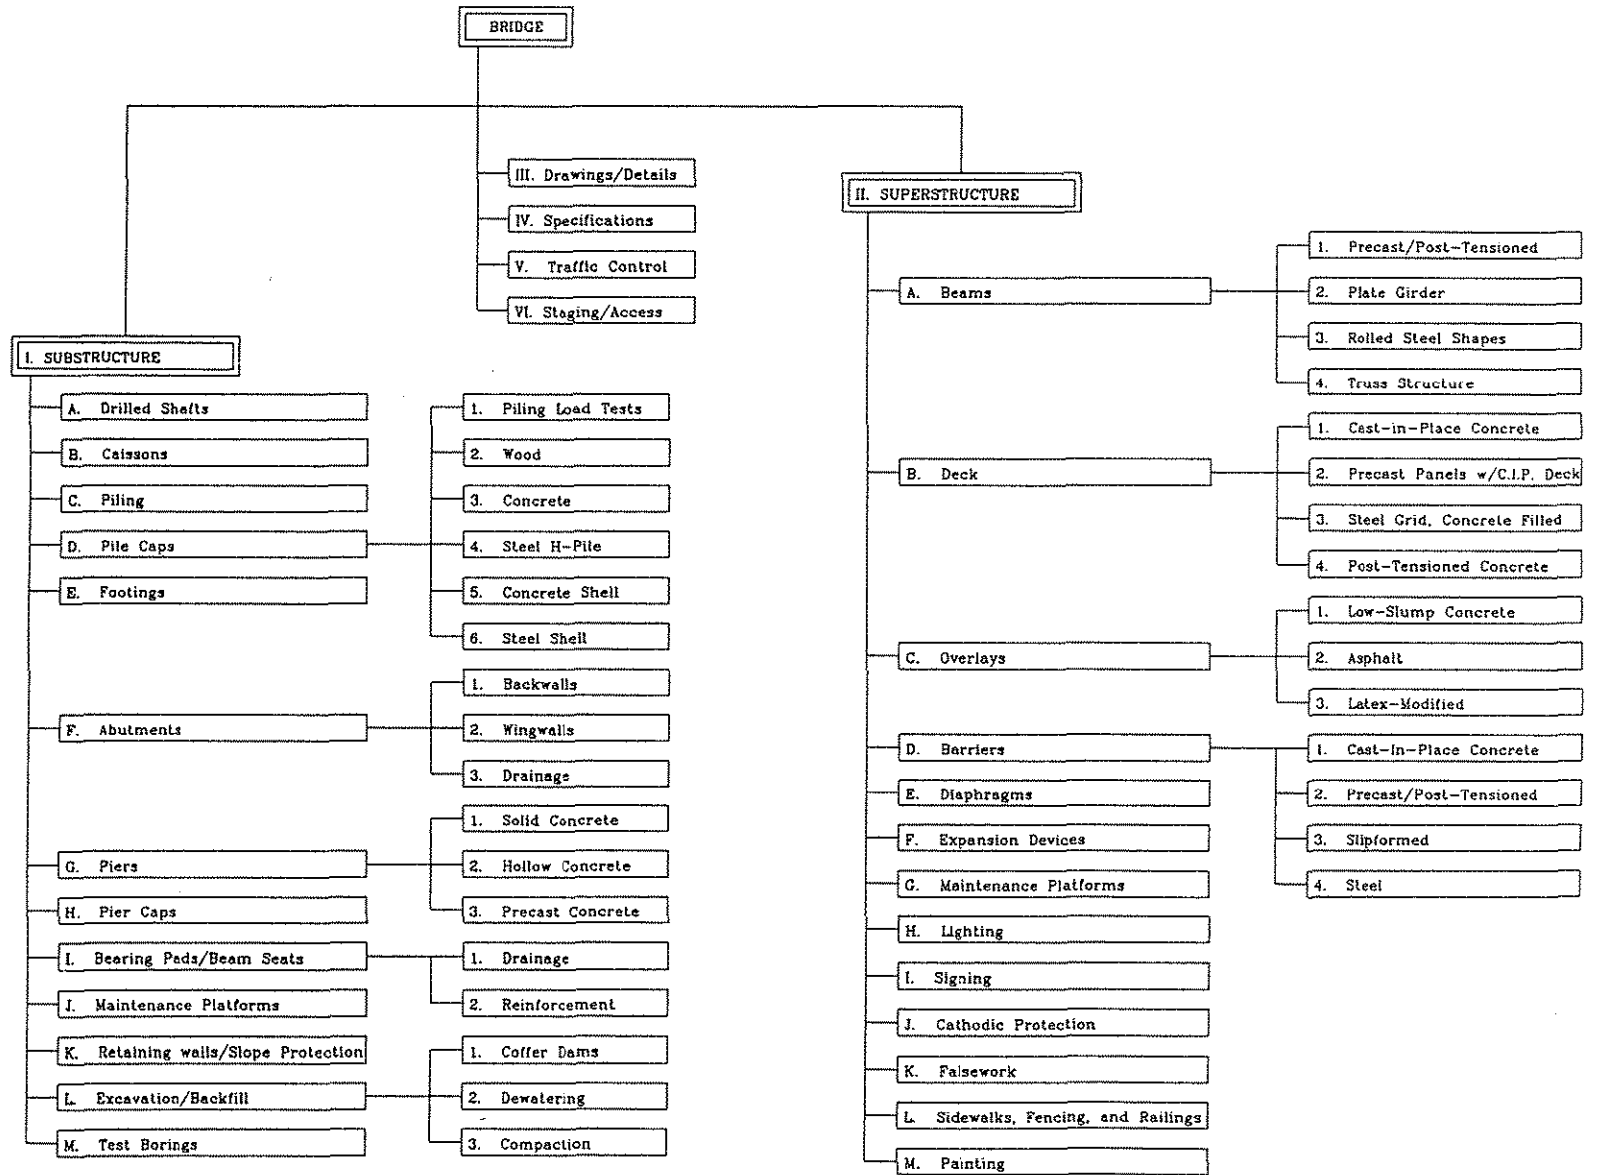 BRIDGE
III. Drawings/Details
IV. Specifications
V. Traffic Control
VI. Staging/Access
I. SUBSTRUCTURE
A. Drilled Shafts
B. Caissons
C. Piling
D. Pile Caps
1. Piling Load Tests
2. Wood
3. Concrete
4. Steel H-Pile
5. Concrete Shell
6. Steel Shell
E. Footings
F. Abutments
1. Backwalls
2. Wingwalls
3. Drainage
G. Piers
1. Solid Concrete
2. Hollow Concrete
3. Precast Concrete
H. Pier Caps
I. Bearing Pads/Beam Seats
1. Drainage
2. Reinforcement
J. Maintenance Platforms
K. Retaining walls/Slope Protection
L. Excavation/Backfill
1. Coffer Dams
2. Dewatering
3. Compaction
M. Test Borings
II. SUPERSTRUCTURE
A. Beams
1. Precast/Post-Tensioned
2. Plate Girder
3. Rolled Steel Shapes
4. Truss Structure
B. Deck
1. Cast-in-Place Concrete
2. Precast Panels w/C.I.P. Deck
3. Steel Grid, Concrete Filled
4. Post-Tensioned Concrete
C. Overlays
1. Low-Slump Concrete
2. Asphalt
3. Latex-Modified
D. Barriers
1. Cast-In-Place Concrete
2. Precast/Post-Tensioned
3. Slipformed
4. Steel
E. Diaphragms
F. Expansion Devices
G. Maintenance Platforms
H. Lighting
I. Signing
J. Cathodic Protection
K. Falsework
L. Sidewalks, Fencing, and Railings
M. Painting